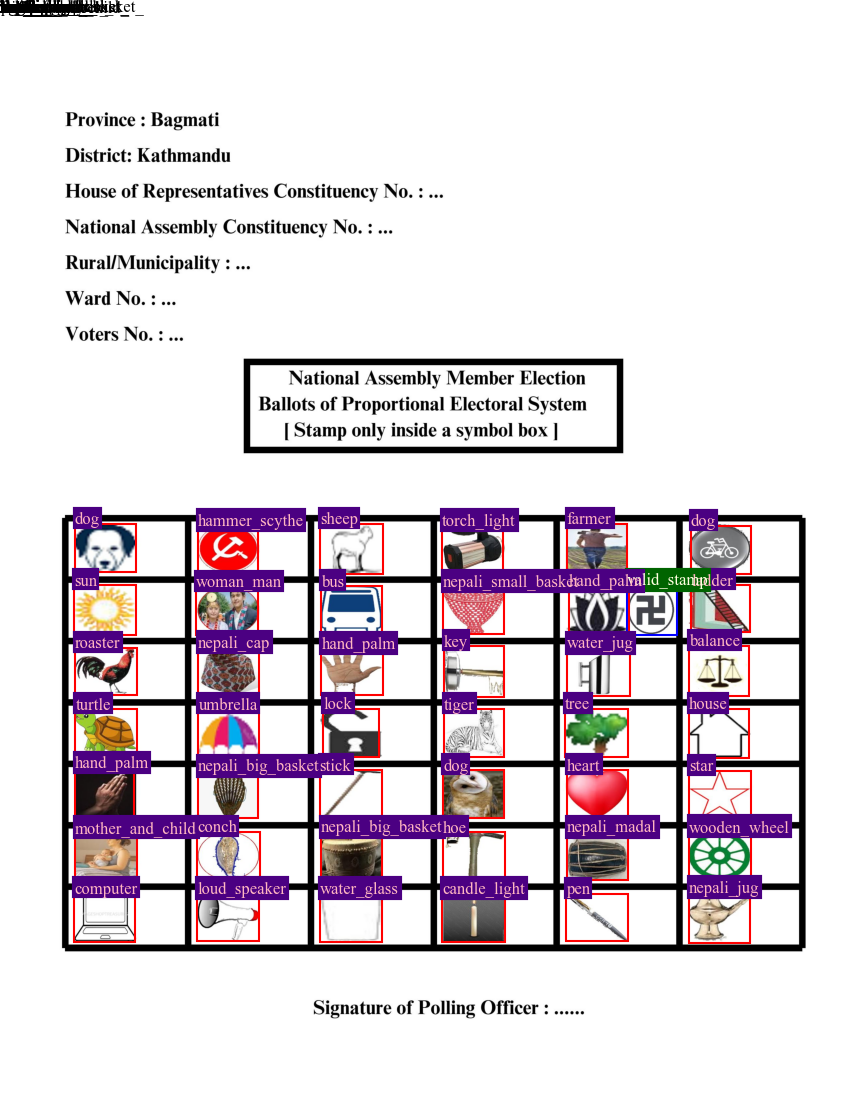 Province : Bagmati
District: Kathmandu
House of Representatives Constituency No. : ...
National Assembly Constituency No. : ...
Rural/Municipality : ...
Ward No. : ...
Voters No. : ...
National Assembly Member Election
Ballots of Proportional Electoral System
[ Stamp only inside a symbol box ]
dog hammer_scythe sheep torch_light farmer dog
sun woman_man bus nepali_small_basket hand_palm valid_stamp ladder
roaster nepali_cap hand_palm key water_jug balance
turtle umbrella lock tiger tree house
hand_palm nepali_big_basket stick dog heart star
mother_and_child conch nepali_big_basket hoe nepali_madal wooden_wheel
computer loud_speaker water_glass candle_light pen nepali_jug
Signature of Polling Officer : ......